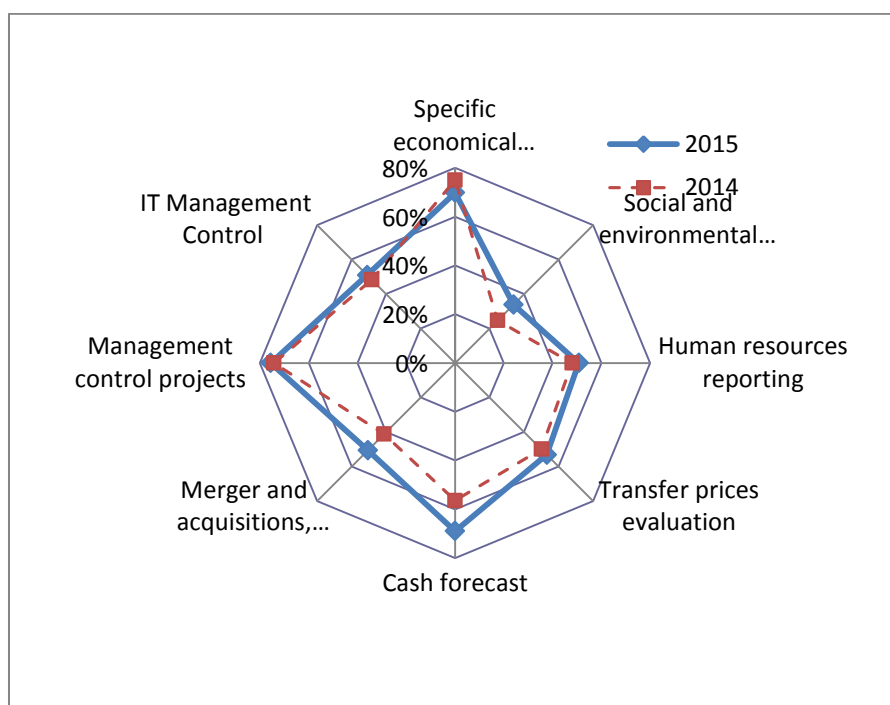 Specific
economical...
2015
2014
80%
60%
40%
20%
0%
Social and
environmental...
Human resources
reporting
Transfer prices
evaluation
Cash forecast
Merger and
acquisitions,...
Management
control projects
IT Management
Control